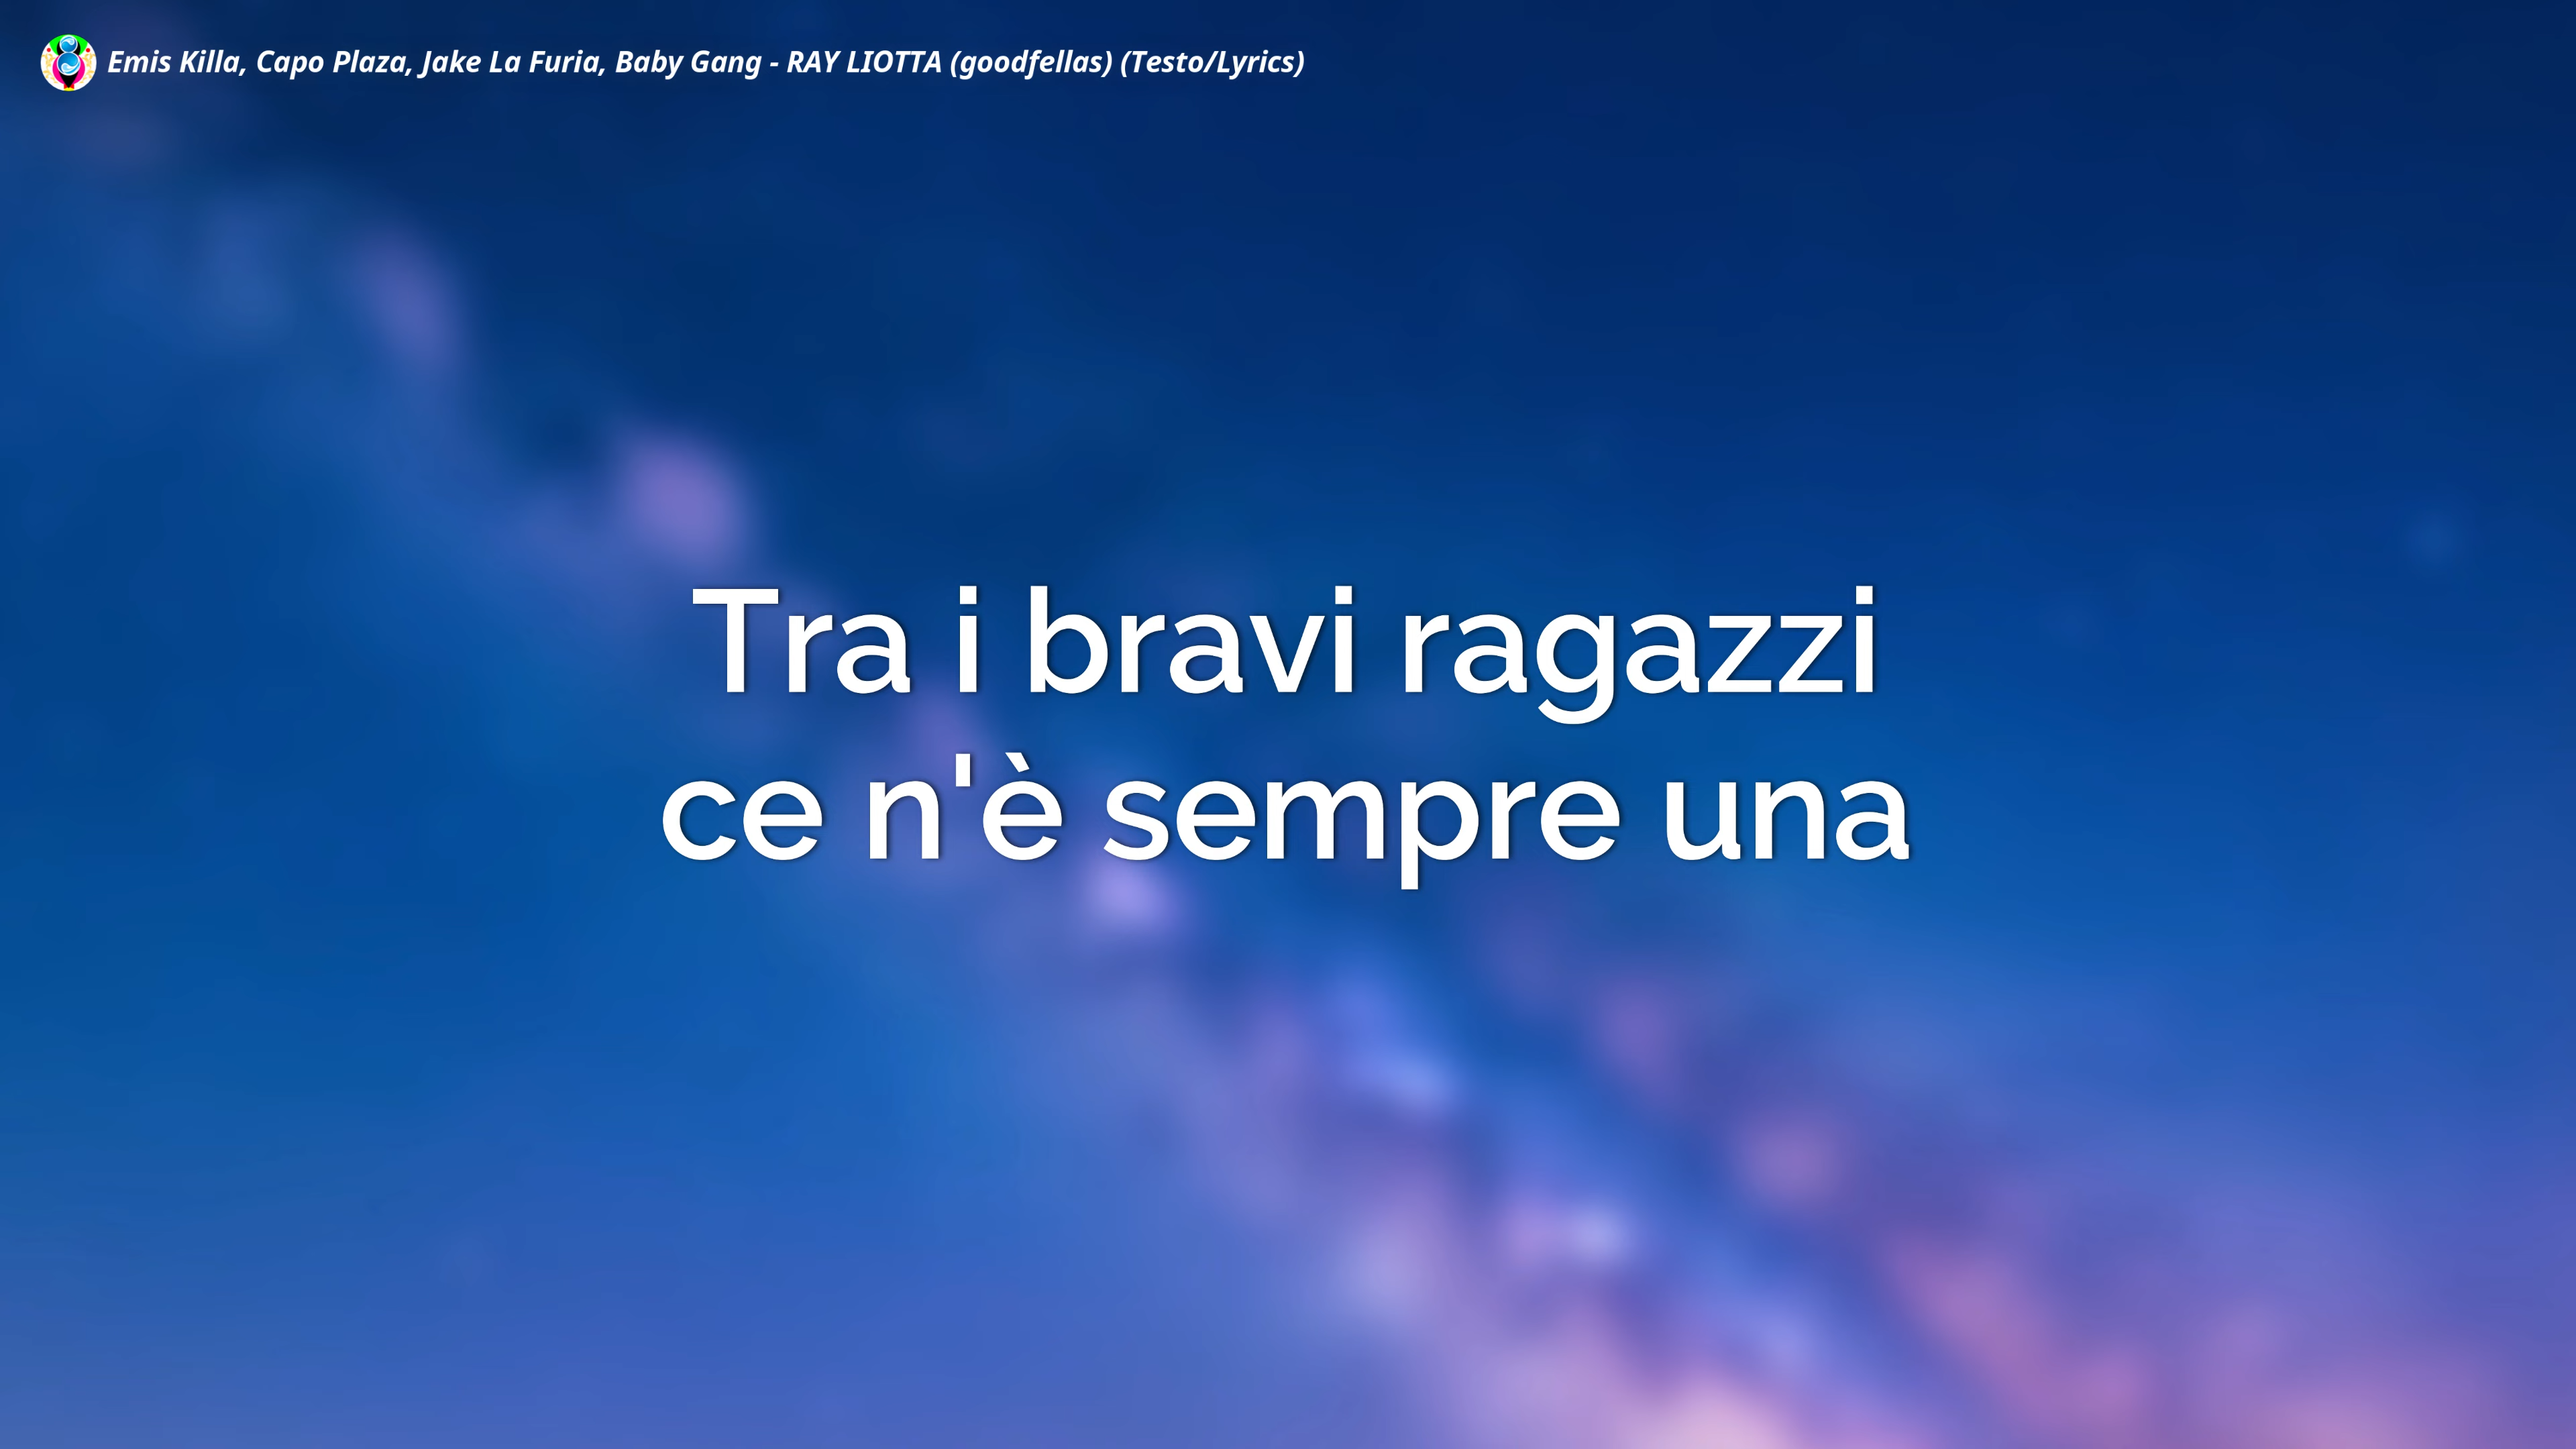 Emis Killa, Capo Plaza, Jake La Furia, Baby Gang - RAY LIOTTA (goodfellas) (Testo/Lyrics)
Tra i bravi ragazzi
ce n'è sempre una